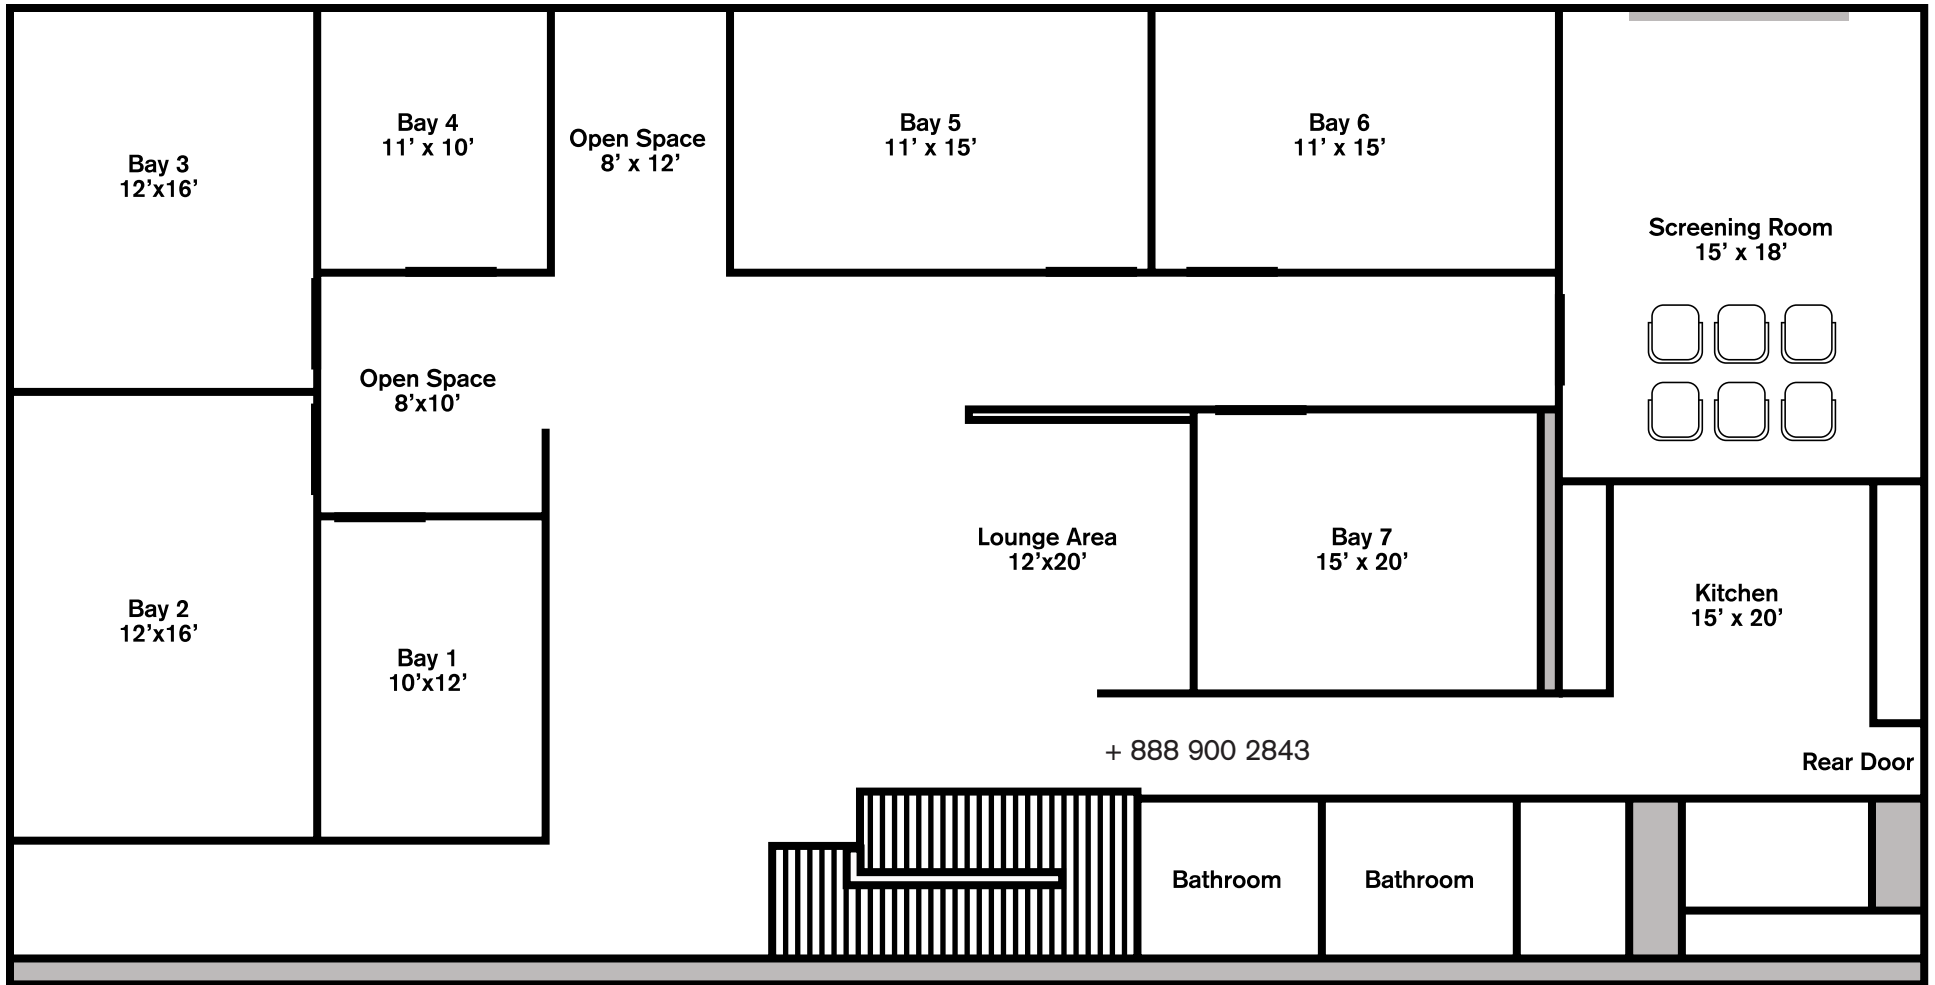 Bay 3
12’x16’
Bay 4
11’ x 10’
Open Space
8’ x 12’
Bay 5
11’ x 15’
Bay 6
11’ x 15’
Screening Room
15’ x 18’
Open Space
8’x10’
Lounge Area
12’x20’
Bay 7
15’ x 20’
Kitchen
15’ x 20’
Bay 2
12’x16’
Bay 1
10’x12’
+ 888 900 2843
Rear Door
Bathroom
Bathroom